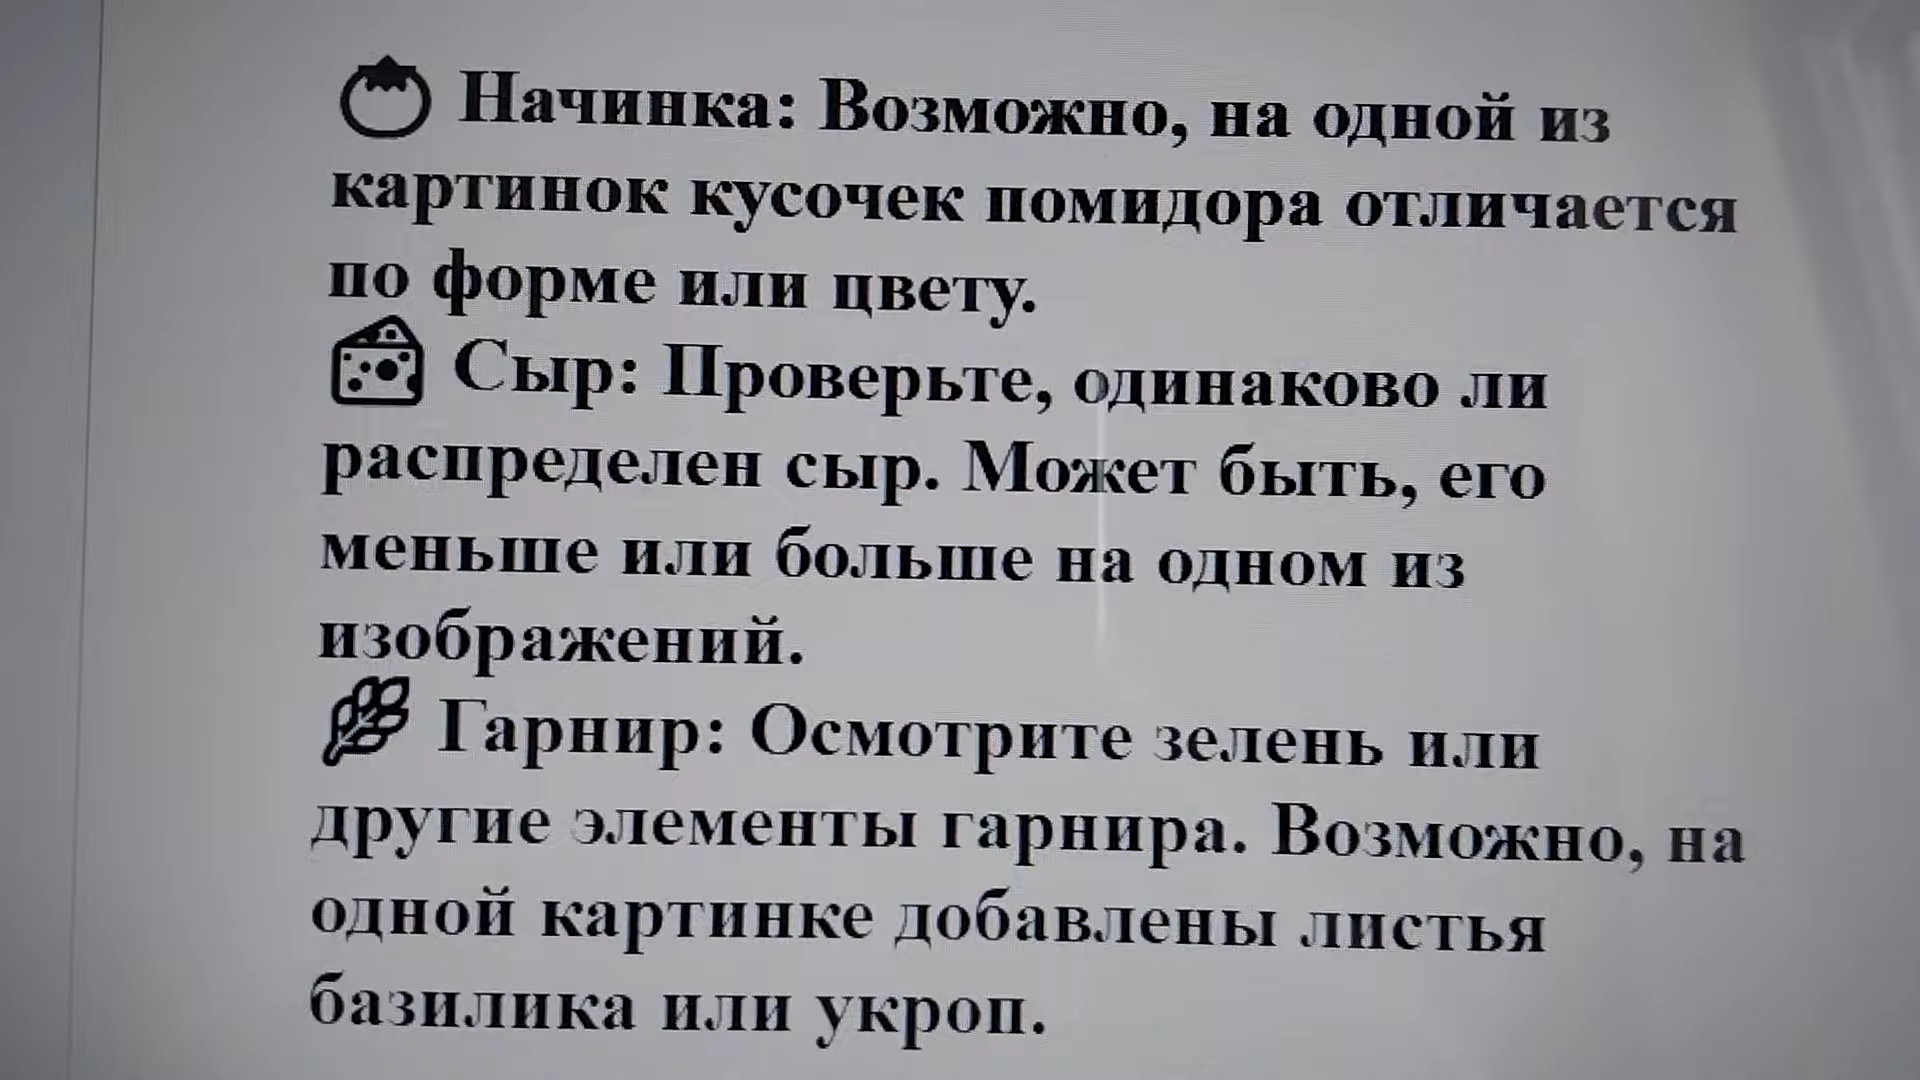 Начинка: Возможно, на одной из
картинок кусочек помидора отличается
по форме или цвету.
Сыр: Проверьте, одинаково ли
распределен сыр. Может быть, его
меньше или больше на одном из
изображений.
Гарнир: Осмотрите зелень или
другие элементы гарнира. Возможно, на
одной картинке добавлены листья
базилика или укроп.